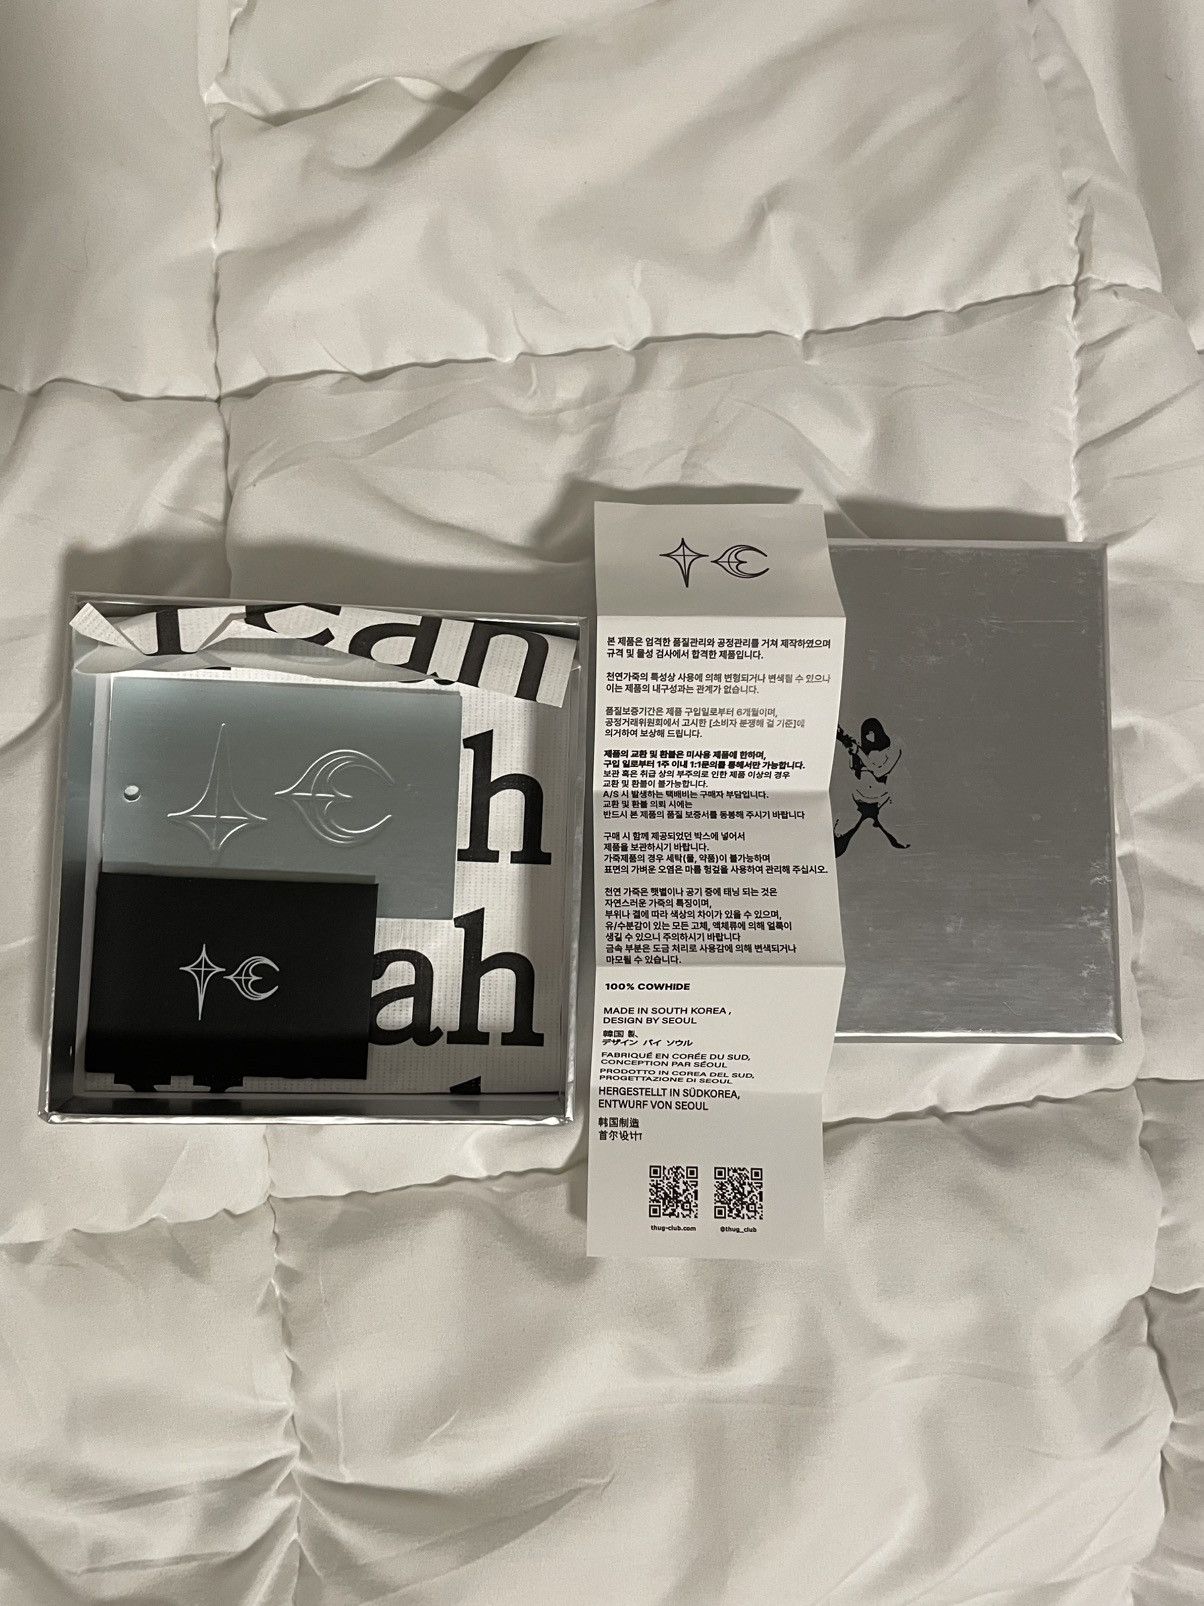 Yeah
h
ah
본 제품은 엄격한 품질관리와 공정관리를 거쳐 제작하였으며
규격 및 물성 검사에서 합격한 제품입니다.
천연가죽의 특성상 사용에 의해 변형되거나 변색될 수 있으나
이는 제품의 내구성과는 관계가 없습니다.
품질보증기간은 제품 구입일로부터 6개월이며,
공정거래위원회에서 고시한 [소비자 분쟁해결 기준]에
의거하여 보상해 드립니다.
제품의 교환 및 환불은 미사용 제품에 한하며,
구입 일로부터 1주 이내 1:1문의를 통해서만 가능합니다.
보관 혹은 취급 상의 부주의로 인한 제품 이상의 경우
교환 및 환불이 불가능합니다.
A/S 시 발생하는 택배비는 구매자 부담입니다.
교환 및 환불 의뢰 시에는
반드시 본 제품의 품질 보증서를 동봉해 주시기 바랍니다
구매 시 함께 제공되었던 박스에 넣어서
제품을 보관하시기 바랍니다.
가죽제품의 경우 세탁(물, 약품)이 불가능하며
표면의 가벼운 오염은 마른 헝겊을 사용하여 관리해 주십시오.
천연 가죽은 햇볕이나 공기 중에 태닝 되는 것은
자연스러운 가죽의 특징이며,
부위나 결에 따라 색상의 차이가 있을 수 있으며,
유/수분감이 있는 모든 고체, 액체류에 의해 얼룩이
생길 수 있으니 주의하시기 바랍니다
금속 부분은 도금 처리로 사용감에 의해 변색되거나
마모될 수 있습니다.
100% COWHIDE
MADE IN SOUTH KOREA,
DESIGN BY SEOUL
韓国 製、
デザイン バイ ソウル
FABRIQUÉ EN CORÉE DU SUD,
CONCEPTION PAR SÉOUL
PRODOTTO IN COREA DEL SUD,
PROGETTAZIONE DI SEOUL
HERGESTELLT IN SÜDKOREA,
ENTWURF VON SEOUL
韩国制造
首尔设计
thug-club.com
@thug_club